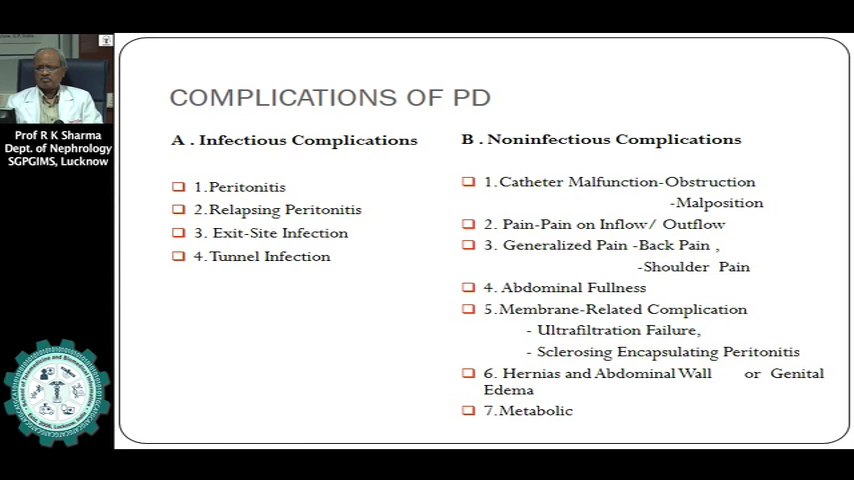 COMPLICATIONS OF PD
A . Infectious Complications
1.Peritonitis
2.Relapsing Peritonitis
3. Exit-Site Infection
4.Tunnel Infection
B . Noninfectious Complications
1.Catheter Malfunction-Obstruction
-Malposition
2. Pain-Pain on Inflow/ Outflow
3. Generalized Pain -Back Pain ,
-Shoulder Pain
4. Abdominal Fullness
5.Membrane-Related Complication
- Ultrafiltration Failure,
- Sclerosing Encapsulating Peritonitis
6. Hernias and Abdominal Wall or Genital
Edema
7.Metabolic
Prof R K Sharma
Dept. of Nephrology
SGPGIMS, Lucknow